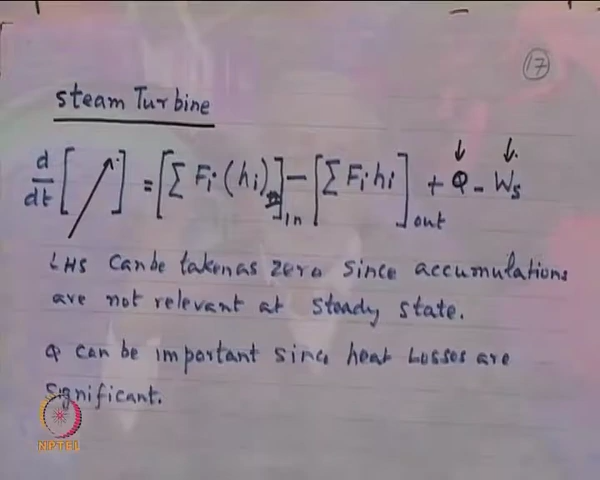 17
Steam Turbine
d/dt [ ] = [∑ Fi (hi)]in - [∑ Fi hi]out + Q - Ws
LHS can be taken as zero since accumulations
are not relevant at steady state.
Q can be important since heat Losses are
significant.
NPTEL